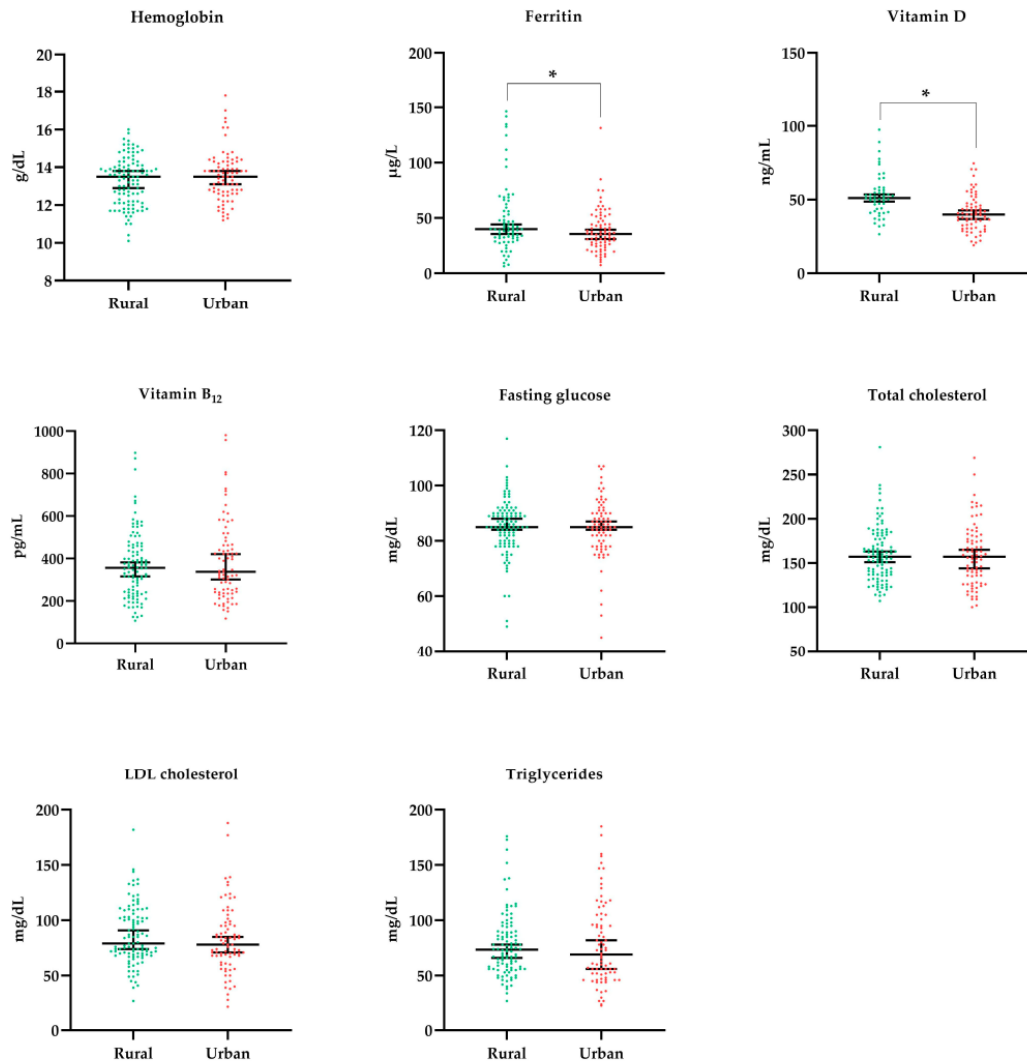 Hemoglobin
g/dL
20
18
16
14
12
10
8
Rural
Urban
Ferritin
*
µg/L
200
150
100
50
0
Rural
Urban
Vitamin D
*
ng/mL
150
100
50
0
Rural
Urban
Vitamin B₁₂
pg/mL
1000
800
600
400
200
0
Rural
Urban
Fasting glucose
mg/dL
120
100
80
60
40
Rural
Urban
Total cholesterol
mg/dL
300
250
200
150
100
50
Rural
Urban
LDL cholesterol
mg/dL
200
150
100
50
0
Rural
Urban
Triglycerides
mg/dL
200
150
100
50
0
Rural
Urban